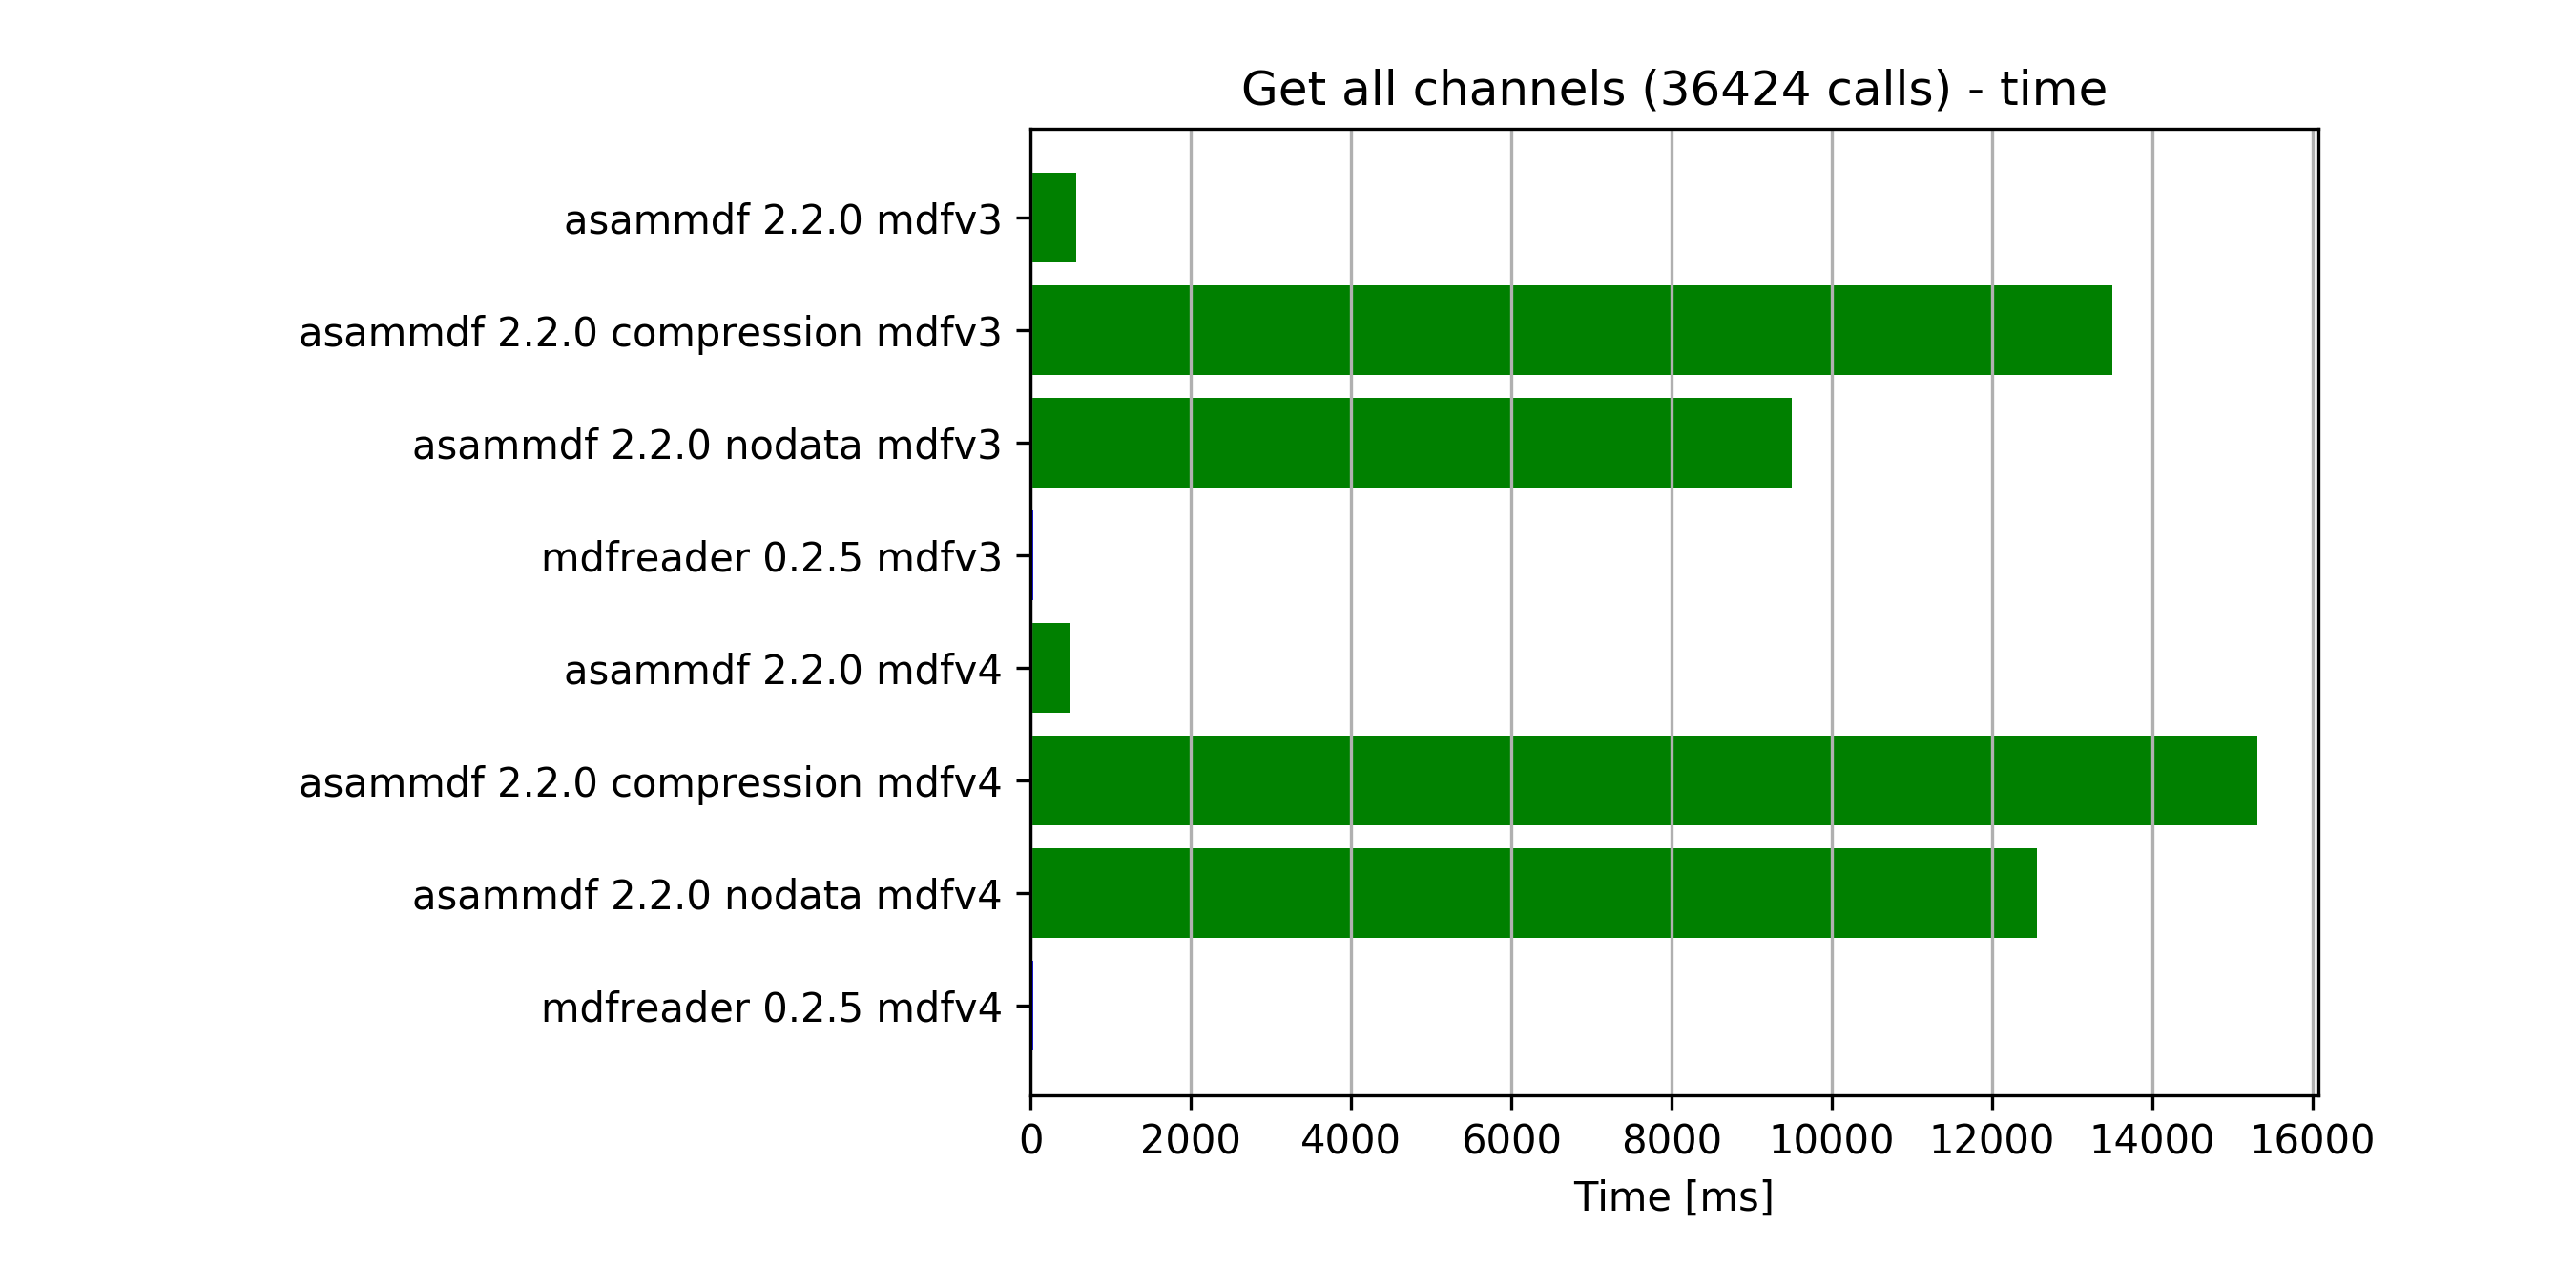 Get all channels (36424 calls) - time
asammdf 2.2.0 mdfv3
asammdf 2.2.0 compression mdfv3
asammdf 2.2.0 nodata mdfv3
mdfreader 0.2.5 mdfv3
asammdf 2.2.0 mdfv4
asammdf 2.2.0 compression mdfv4
asammdf 2.2.0 nodata mdfv4
mdfreader 0.2.5 mdfv4
0 2000 4000 6000 8000 10000 12000 14000 16000
Time [ms]